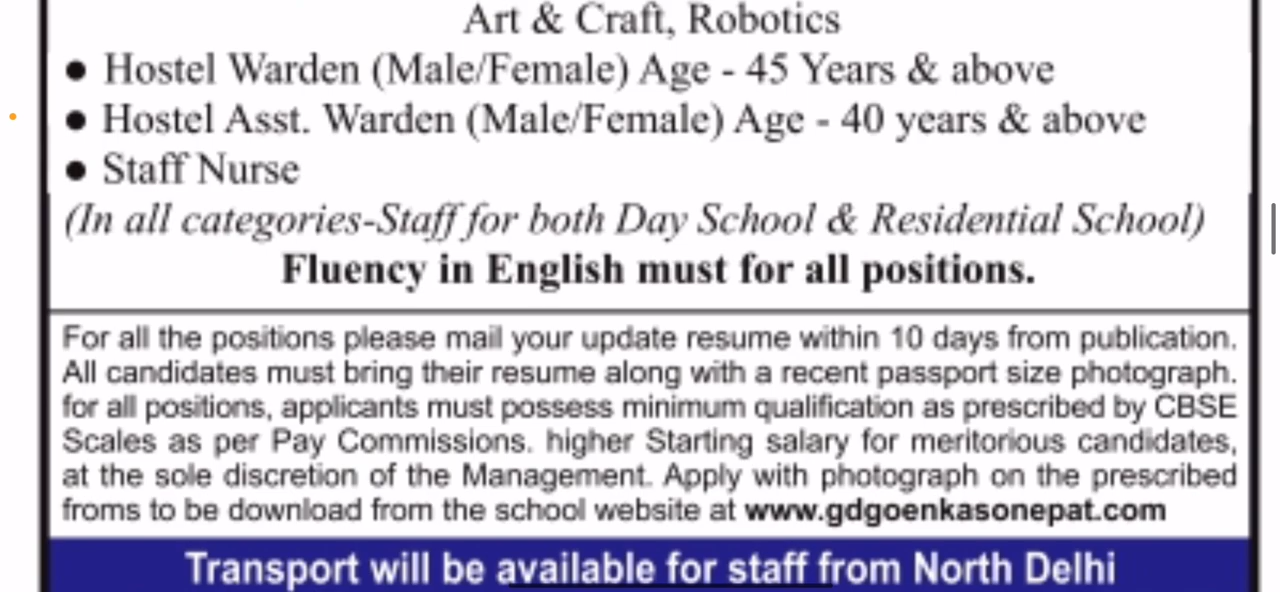 Art & Craft, Robotics
● Hostel Warden (Male/Female) Age - 45 Years & above
● Hostel Asst. Warden (Male/Female) Age - 40 years & above
● Staff Nurse
(In all categories-Staff for both Day School & Residential School)
Fluency in English must for all positions.
For all the positions please mail your update resume within 10 days from publication.
All candidates must bring their resume along with a recent passport size photograph.
for all positions, applicants must possess minimum qualification as prescribed by CBSE
Scales as per Pay Commissions. higher Starting salary for meritorious candidates,
at the sole discretion of the Management. Apply with photograph on the prescribed
froms to be download from the school website at www.gdgoenkasonepat.com
Transport will be available for staff from North Delhi